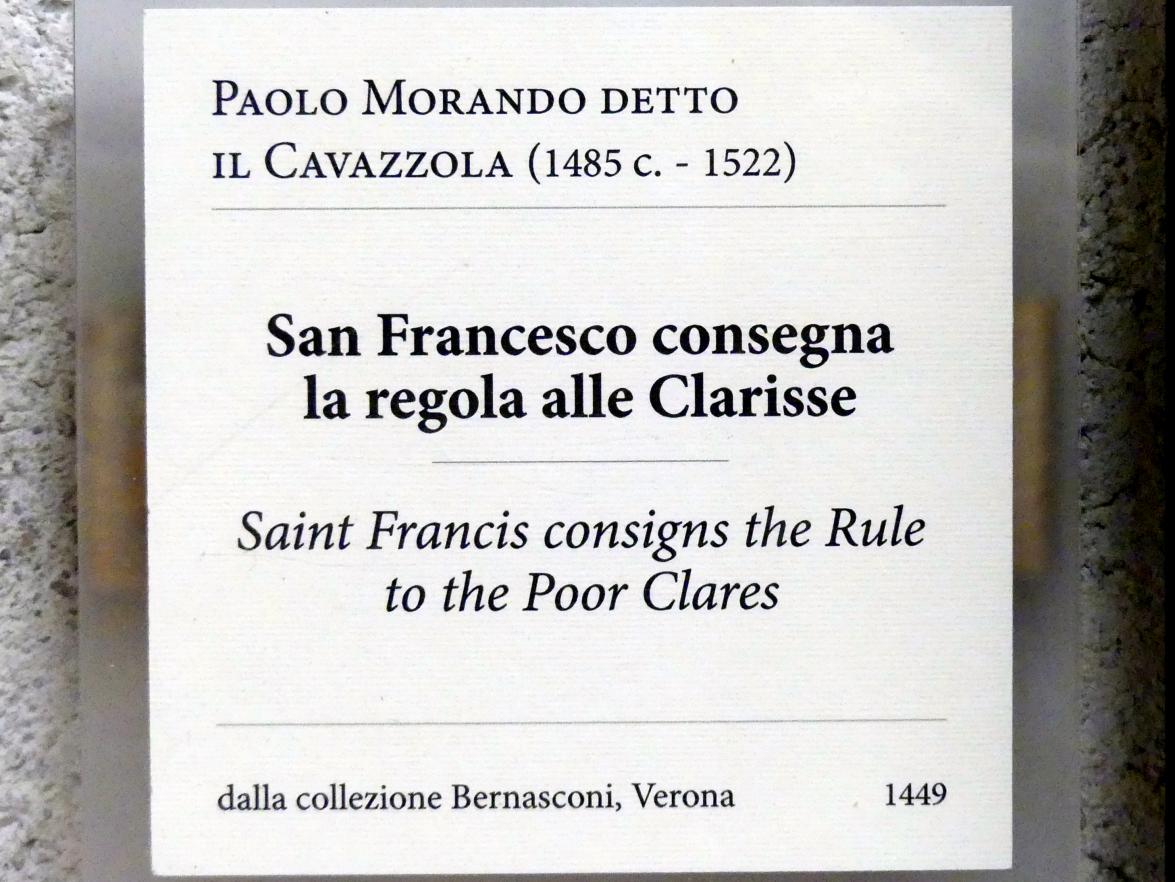 PAOLO MORANDO DETTO
IL CAVAZZOLA (1485 c. - 1522)
San Francesco consegna
la regola alle Clarisse
Saint Francis consigns the Rule
to the Poor Clares
dalla collezione Bernasconi, Verona 1449